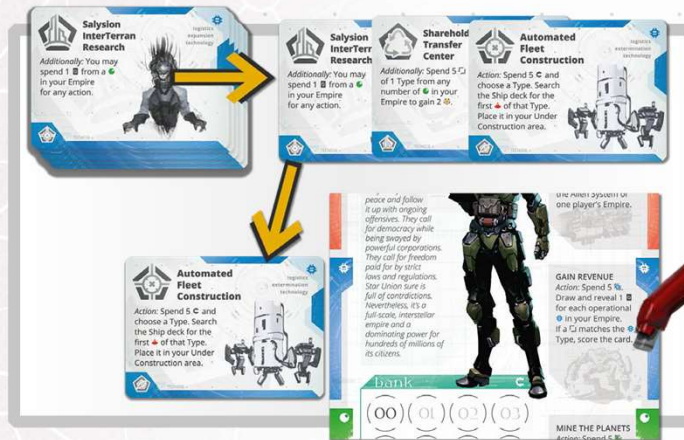 Salysion
InterTerran
Research
logistics
expansion
technology
Additionally: You may
spend 1 from a
in your Empire
for any action.
Salysion
InterTerr
Research
Additionally: You may
spend 1 from a
in your Empire
for any action.
Sharehold
Transfer
Center
Additionally: Spend 5
of 1 Type from any
number of in your
Empire to gain 2
Automated
Fleet
Construction
logistics
extermination
technology
Action: Spend 5 C and
choose a Type. Search
the Ship deck for the
first of that Type.
Place it in your Under
Construction area.
Automated
Fleet
Construction
logistics
extermination
technology
Action: Spend 5 C and
choose a Type. Search
the Ship deck for the
first of that Type.
Place it in your Under
Construction area.
peace and follow
it up with ongoing
offensives. They call
for democracy while
being swayed by
powerful corporations.
They call for freedom
paid for by strict
laws and regulations.
Star Union sure is
full of contrdictions.
Nevertheless, it's a
full-scale, interstellar
empire and a
dominating power for
hundreds of millions of
its citizens.
bank C
00 01 02 03
the Alien System or
one player's Empire.
GAIN REVENUE
Action: Spend 5
Draw and reveal 1
for each operational
in your Empire.
If a matches the
Type, score the card.
MINE THE PLANETS
Action: Spend 5